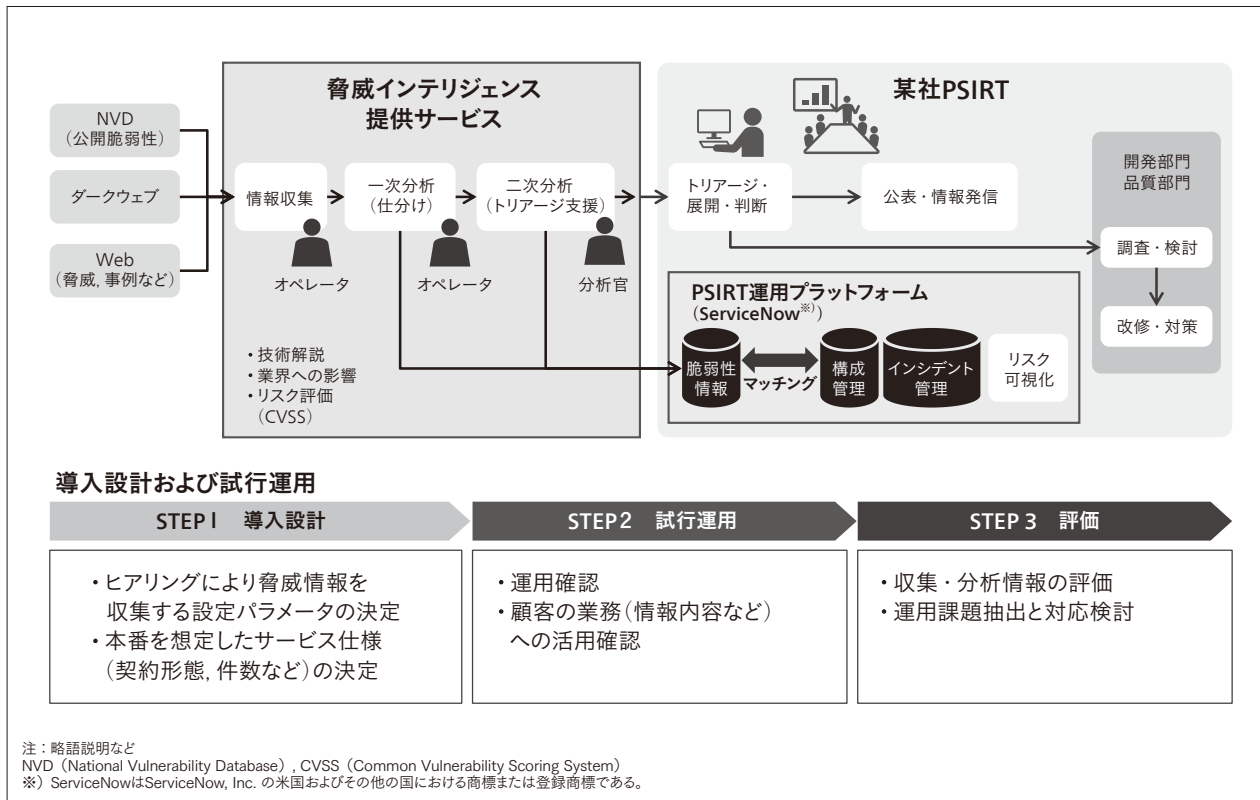 脅威インテリジェンス
提供サービス
某社PSIRT
NVD
(公開脆弱性)
ダークウェブ
Web
(脅威, 事例など)
情報収集
一次分析
(仕分け)
二次分析
(トリアージ支援)
オペレータ
オペレータ
分析官
・技術解説
・業界への影響
・リスク評価
(CVSS)
トリアージ・
展開・判断
公表・情報発信
開発部門
品質部門
調査・検討
改修・対策
PSIRT運用プラットフォーム
(ServiceNow※))
脆弱性
情報
マッチング
構成
管理
インシデント
管理
リスク
可視化
導入設計および試行運用
STEP 1 導入設計
STEP 2 試行運用
STEP 3 評価
・ヒアリングにより脅威情報を
収集する設定パラメータの決定
・本番を想定したサービス仕様
(契約形態, 件数など)の決定
・運用確認
・顧客の業務(情報内容など)
への活用確認
・収集・分析情報の評価
・運用課題抽出と対応検討
注：略語説明など
NVD (National Vulnerability Database) , CVSS (Common Vulnerability Scoring System)
※) ServiceNowはServiceNow, Inc. の米国およびその他の国における商標または登録商標である。